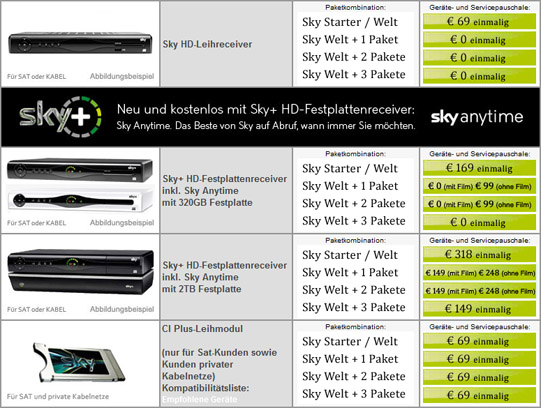 Paketkombination:
Geräte- und Servicepauschale:
Für SAT oder KABEL
Abbildungsbeispiel
Sky HD-Leihreceiver
Sky Starter / Welt
€ 69 einmalig
Sky Welt + 1 Paket
€ 0 einmalig
Sky Welt + 2 Pakete
€ 0 einmalig
Sky Welt + 3 Pakete
€ 0 einmalig
sky+
Neu und kostenlos mit Sky+ HD-Festplattenreceiver:
Sky Anytime. Das Beste von Sky auf Abruf, wann immer Sie möchten.
sky anytime
Für SAT oder KABEL
Abbildungsbeispiel
Sky+ HD-Festplattenreceiver
inkl. Sky Anytime
mit 320GB Festplatte
Paketkombination:
Geräte- und Servicepauschale:
Sky Starter / Welt
€ 169 einmalig
Sky Welt + 1 Paket
€ 0 (mit Film) € 99 (ohne Film)
Sky Welt + 2 Pakete
€ 0 (mit Film) € 99 (ohne Film)
Sky Welt + 3 Pakete
€ 0 einmalig
Für SAT oder KABEL
Abbildungsbeispiel
Sky+ HD-Festplattenreceiver
inkl. Sky Anytime
mit 2TB Festplatte
Paketkombination:
Geräte- und Servicepauschale:
Sky Starter / Welt
€ 318 einmalig
Sky Welt + 1 Paket
€ 149 (mit Film) € 248 (ohne Film)
Sky Welt + 2 Pakete
€ 149 (mit Film) € 248 (ohne Film)
Sky Welt + 3 Pakete
€ 149 einmalig
Für SAT und private Kabelnetze
CI Plus-Leihmodul
(nur für Sat-Kunden sowie
Kunden privater
Kabelnetze)
Kompatibilitätsliste:
Empfohlene Geräte
Paketkombination:
Geräte- und Servicepauschale:
Sky Starter / Welt
€ 69 einmalig
Sky Welt + 1 Paket
€ 69 einmalig
Sky Welt + 2 Pakete
€ 69 einmalig
Sky Welt + 3 Pakete
€ 69 einmalig